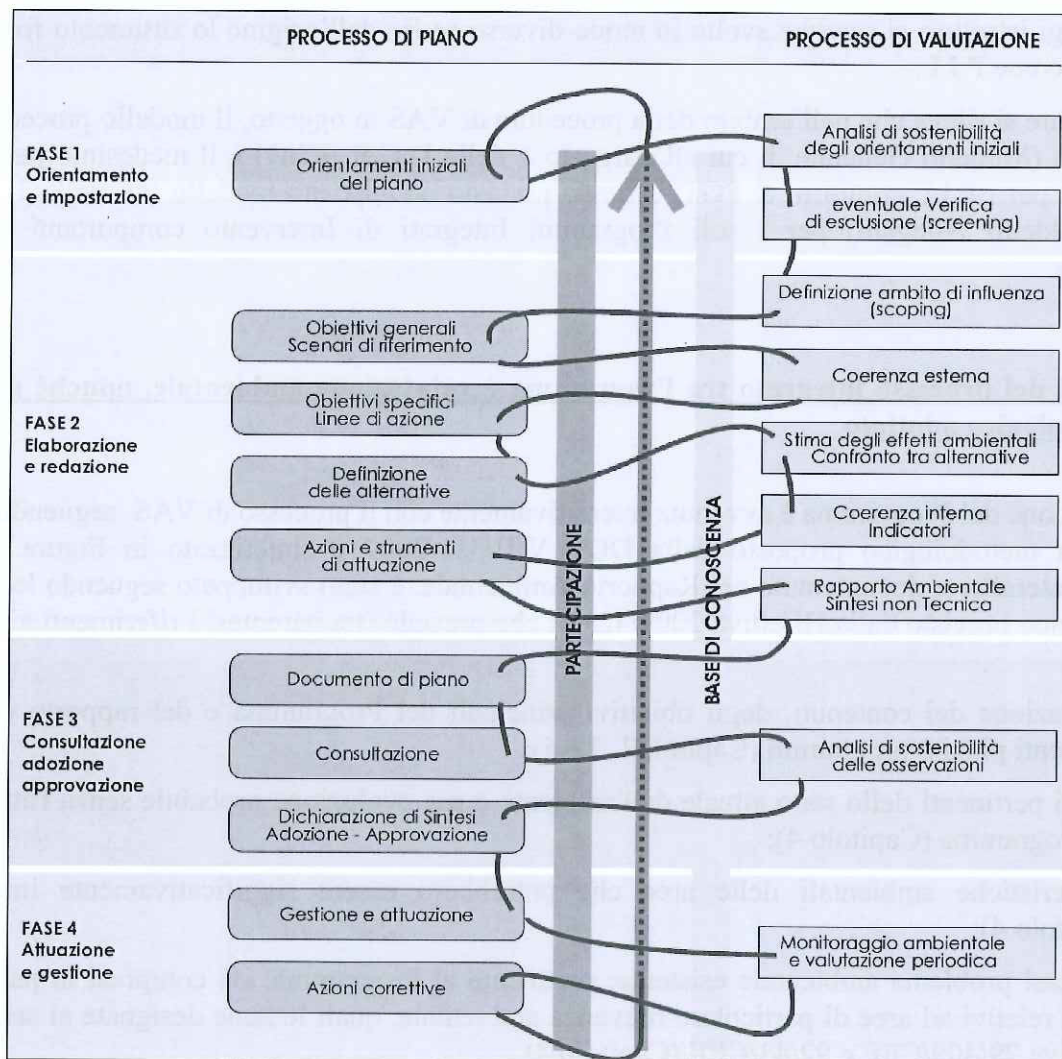 PROCESSO DI PIANO
PROCESSO DI VALUTAZIONE
FASE 1
Orientamento
e impostazione
Orientamenti iniziali
del piano
Analisi di sostenibilità
degli orientamenti iniziali
eventuale Verifica
di esclusione (screening)
Definizione ambito di influenza
(scoping)
FASE 2
Elaborazione
e redazione
Obiettivi generali
Scenari di riferimento
Coerenza esterna
Obiettivi specifici
Linee di azione
Stima degli effetti ambientali
Confronto tra alternative
Definizione
delle alternative
Coerenza interna
Indicatori
Azioni e strumenti
di attuazione
Rapporto Ambientale
Sintesi non Tecnica
PARTECIPAZIONE
BASE DI CONOSCENZA
FASE 3
Consultazione
adozione
approvazione
Documento di piano
Consultazione
Analisi di sostenibilità
delle osservazioni
Dichiarazione di Sintesi
Adozione - Approvazione
FASE 4
Attuazione
e gestione
Gestione e attuazione
Monitoraggio ambientale
e valutazione periodica
Azioni correttive